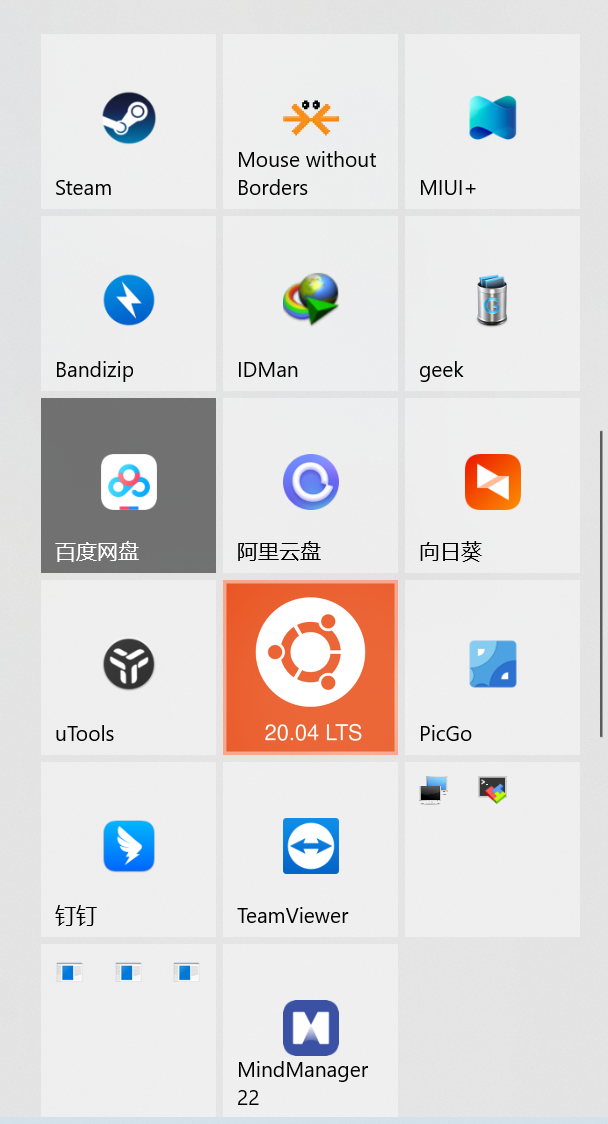 Steam
Mouse without
Borders
MIUI+
Bandizip
IDMan
geek
百度网盘
阿里云盘
向日葵
uTools
20.04 LTS
PicGo
钉钉
TeamViewer
MindManager
22